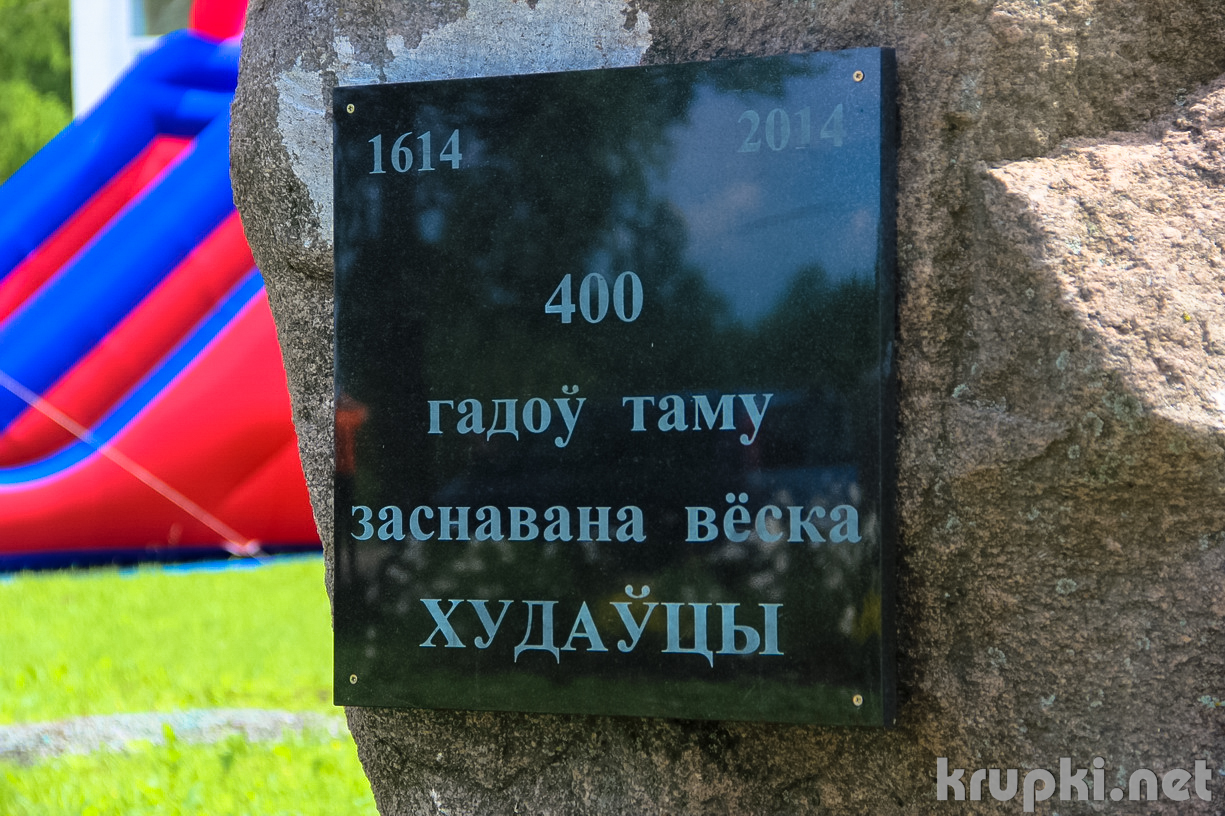 1614 2014
400
гадоў таму
заснавана вёска
ХУДАЎЦЫ
krupki.net